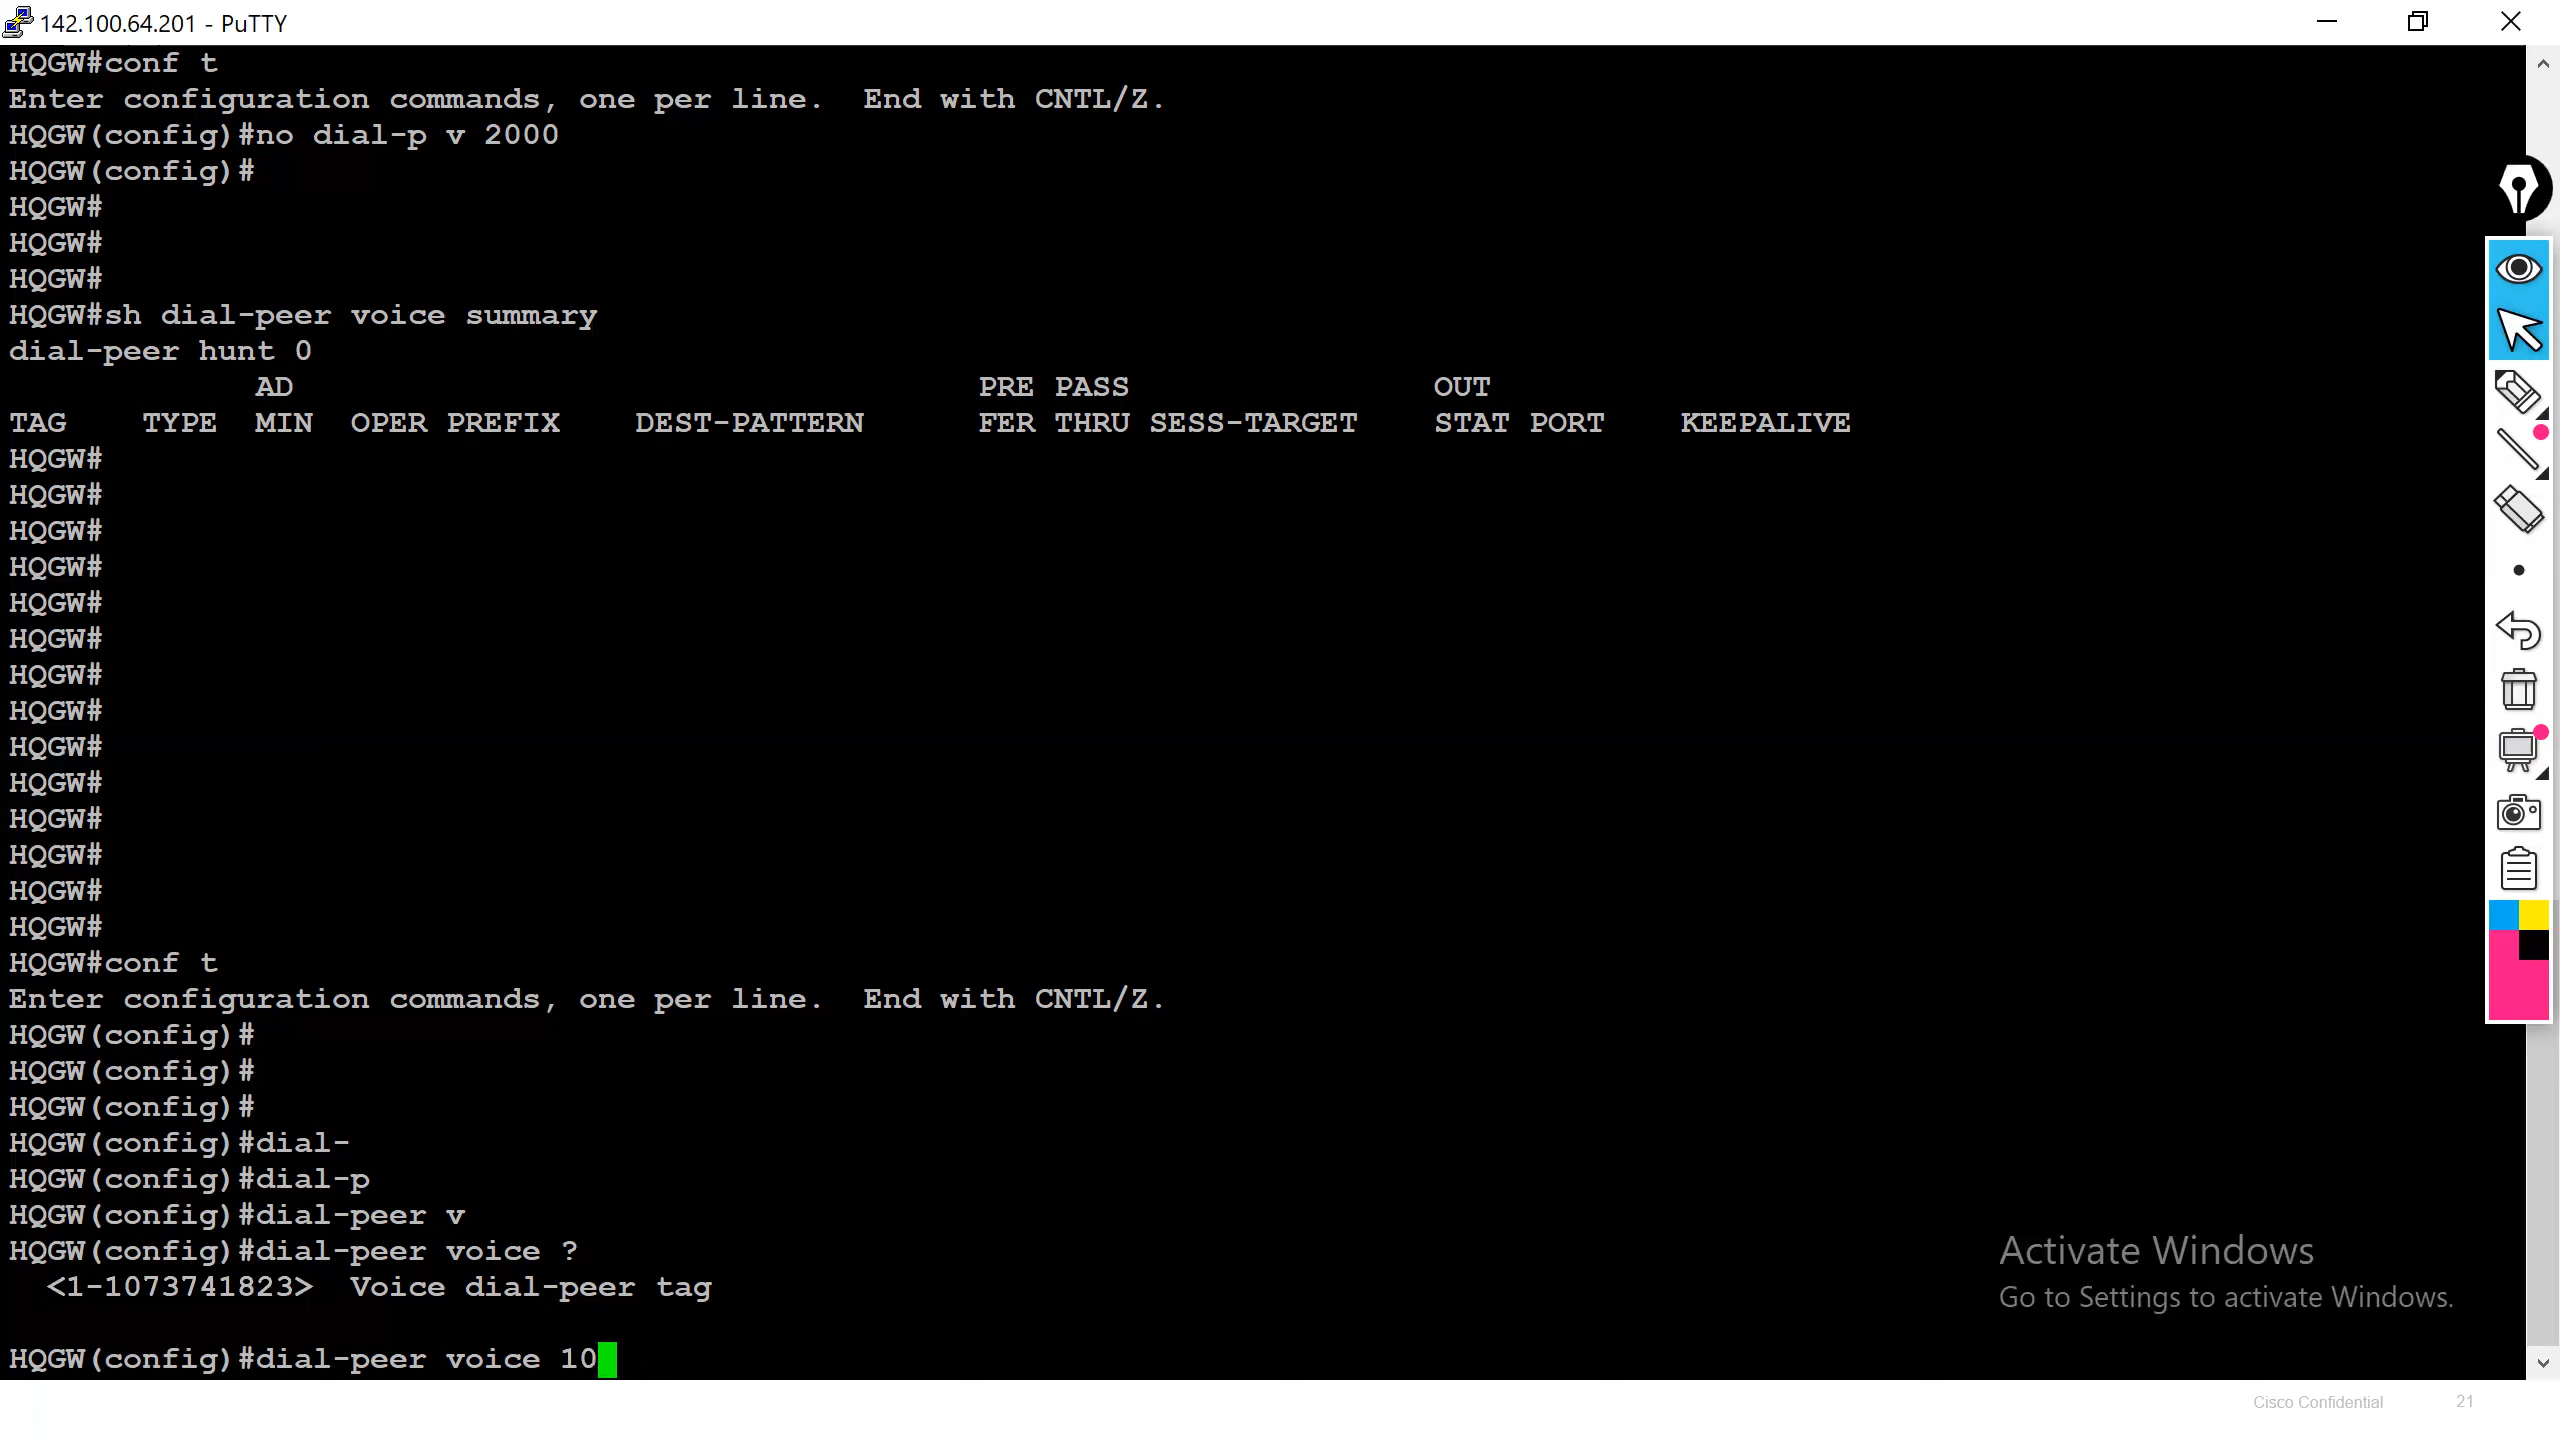 142.100.64.201 - PuTTY
HQGW#conf t
Enter configuration commands, one per line.  End with CNTL/Z.
HQGW(config)#no dial-p v 2000
HQGW(config)#
HQGW#
HQGW#
HQGW#
HQGW#sh dial-peer voice summary
dial-peer hunt 0
             AD                                    PRE PASS                OUT
TAG    TYPE  MIN  OPER PREFIX    DEST-PATTERN      FER THRU SESS-TARGET    STAT PORT    KEEPALIVE
HQGW#
HQGW#
HQGW#
HQGW#
HQGW#
HQGW#
HQGW#
HQGW#
HQGW#
HQGW#
HQGW#
HQGW#
HQGW#
HQGW#
HQGW#conf t
Enter configuration commands, one per line.  End with CNTL/Z.
HQGW(config)#
HQGW(config)#
HQGW(config)#
HQGW(config)#dial-
HQGW(config)#dial-p
HQGW(config)#dial-peer v
HQGW(config)#dial-peer voice ?
  <1-1073741823>  Voice dial-peer tag
HQGW(config)#dial-peer voice 10
Activate Windows
Go to Settings to activate Windows.
Cisco Confidential 21